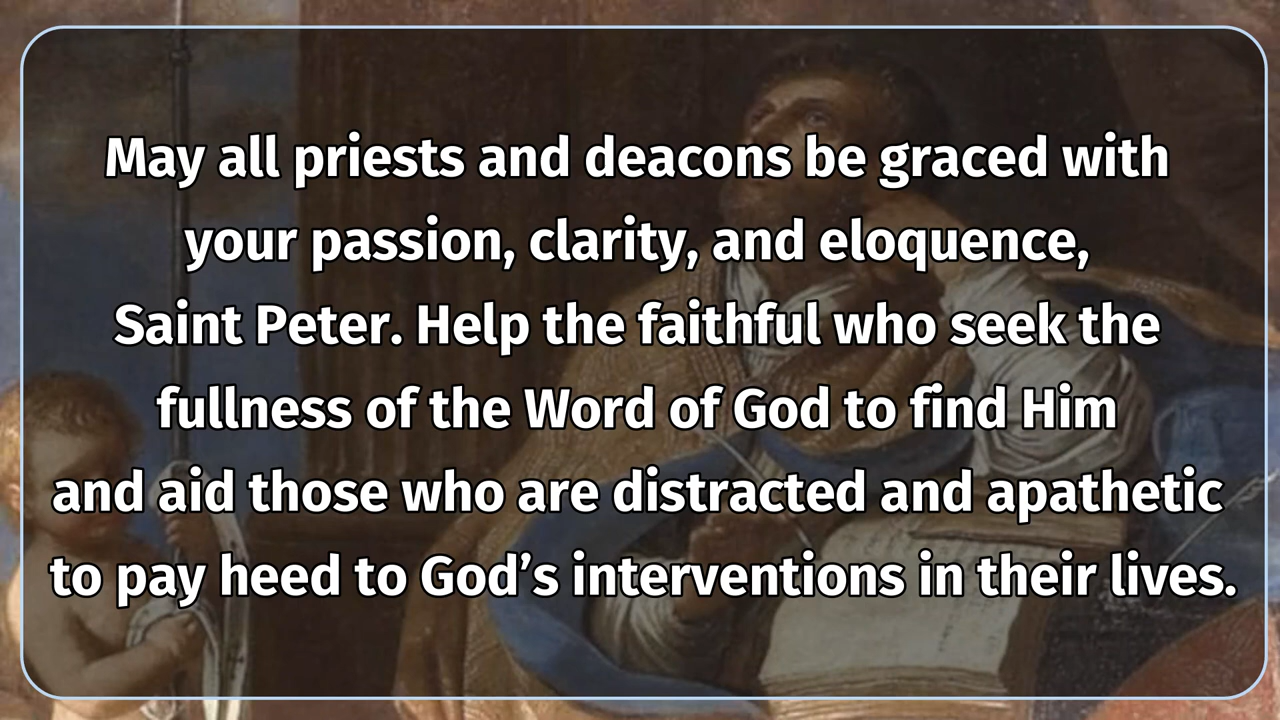 May all priests and deacons be graced with
your passion, clarity, and eloquence,
Saint Peter. Help the faithful who seek the
fullness of the Word of God to find Him
and aid those who are distracted and apathetic
to pay heed to God’s interventions in their lives.